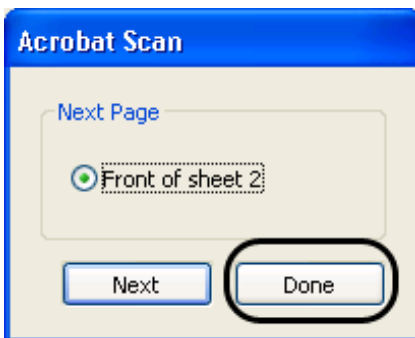 Acrobat Scan
Next Page
Front of sheet 2
Next Done